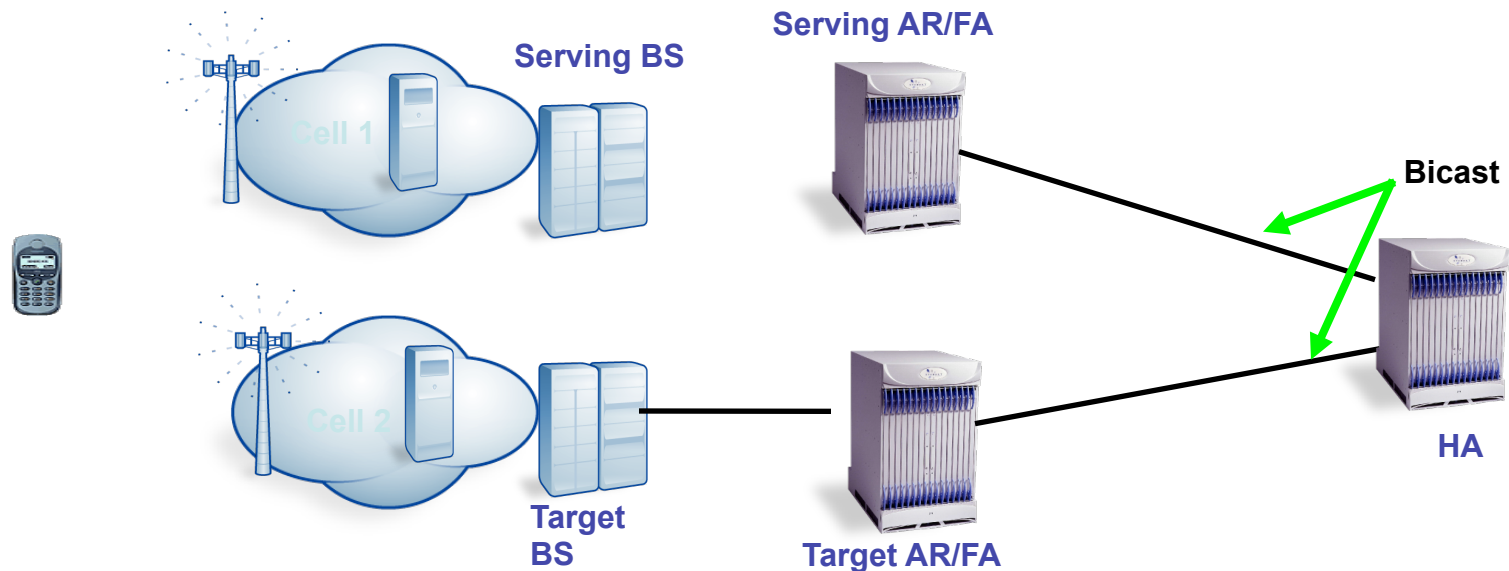 Serving AR/FA
Serving BS
Cell 1
Bicast
Cell 2
HA
Target
BS
Target AR/FA